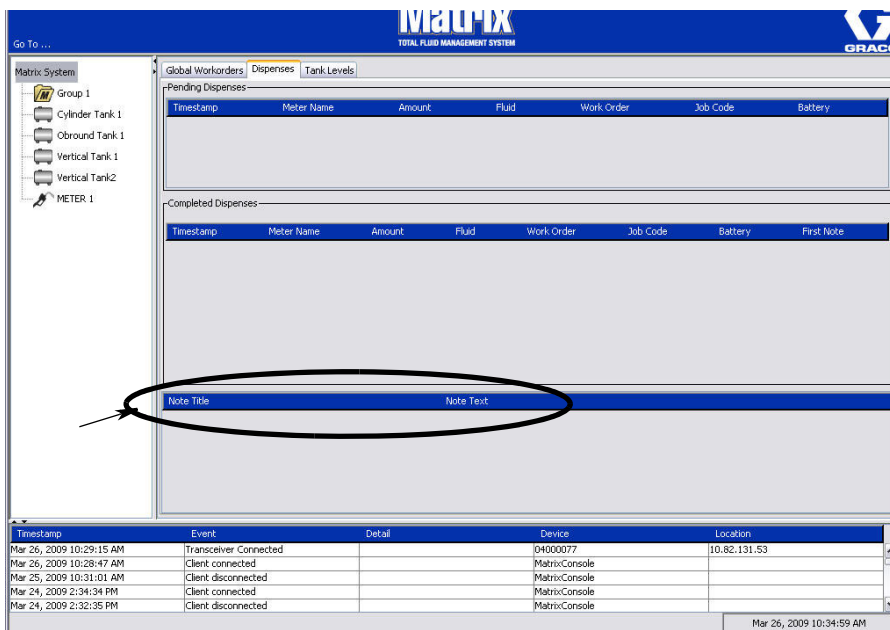 Matrix
TOTAL FLUID MANAGEMENT SYSTEM
G
GRACO
Go To ...
Matrix System
Group 1
Cylinder Tank 1
Obround Tank 1
Vertical Tank 1
Vertical Tank2
METER 1
Global Workorders Dispenses Tank Levels
Pending Dispenses
Timestamp Meter Name Amount Fluid Work Order Job Code Battery
Completed Dispenses
Timestamp Meter Name Amount Fluid Work Order Job Code Battery First Note
Note Title Note Text
Timestamp Event Detail Device Location
Mar 26, 2009 10:29:15 AM Transceiver Connected 04000077 10.82.131.53
Mar 26, 2009 10:28:47 AM Client connected MatrixConsole
Mar 25, 2009 10:31:01 AM Client disconnected MatrixConsole
Mar 24, 2009 2:34:34 PM Client connected MatrixConsole
Mar 24, 2009 2:32:35 PM Client disconnected MatrixConsole
Mar 26, 2009 10:34:59 AM